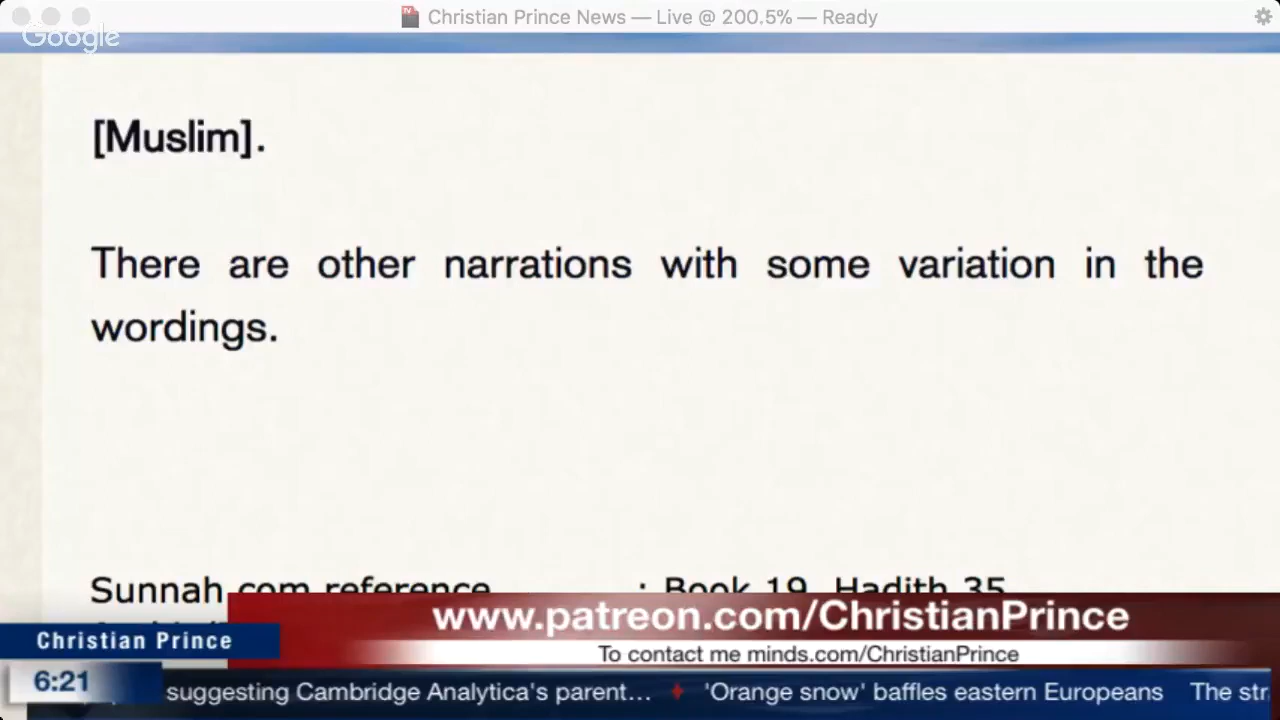 Christian Prince News — Live @ 200.5% — Ready
Google
[Muslim].
There are other narrations with some variation in the
wordings.
Sunnah.com reference : Book 19, Hadith 35
www.patreon.com/ChristianPrince
Christian Prince
To contact me minds.com/ChristianPrince
6:21
suggesting Cambridge Analytica's parent... 'Orange snow' baffles eastern Europeans The str